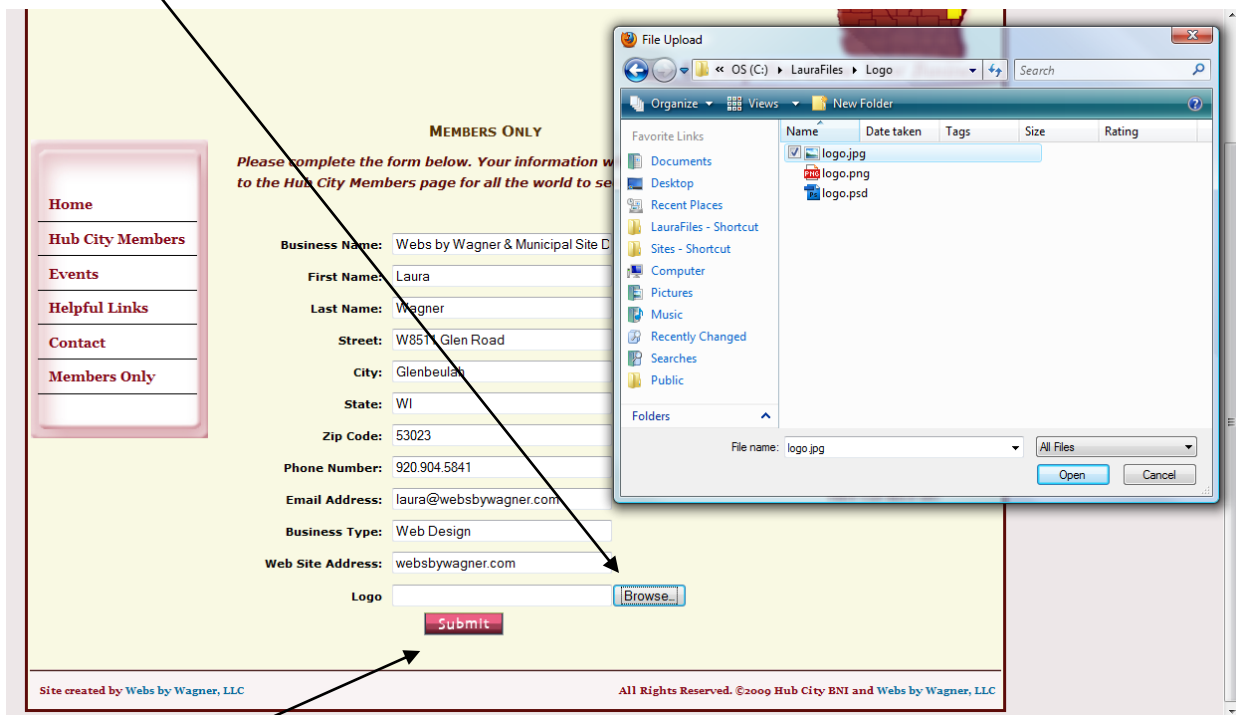 File Upload
« OS (C:) ▸ LauraFiles ▸ Logo
Search
Organize
Views
New Folder
Favorite Links
Documents
Desktop
Recent Places
LauraFiles - Shortcut
Sites - Shortcut
Computer
Pictures
Music
Recently Changed
Searches
Public
Folders
Name Date taken Tags Size Rating
logo.jpg
logo.png
logo.psd
File name: logo.jpg
All Files
Open Cancel
MEMBERS ONLY
Please complete the form below. Your information w
to the Hub City Members page for all the world to se
Home
Hub City Members
Events
Helpful Links
Contact
Members Only
Business Name: Webs by Wagner & Municipal Site D
First Name: Laura
Last Name: Wagner
Street: W8511 Glen Road
City: Glenbeulah
State: WI
Zip Code: 53023
Phone Number: 920.904.5841
Email Address: laura@websbywagner.com
Business Type: Web Design
Web Site Address: websbywagner.com
Logo Browse...
Submit
Site created by Webs by Wagner, LLC
All Rights Reserved. ©2009 Hub City BNI and Webs by Wagner, LLC